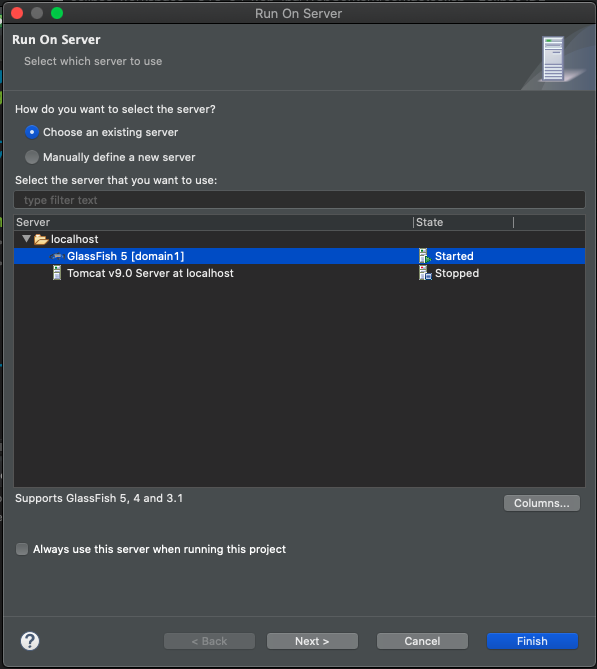 Run On Server
Run On Server
Select which server to use
How do you want to select the server?
Choose an existing server
Manually define a new server
Select the server that you want to use:
type filter text
Server State
localhost
GlassFish 5 [domain1] Started
Tomcat v9.0 Server at localhost Stopped
Supports GlassFish 5, 4 and 3.1
Columns...
Always use this server when running this project
? < Back Next > Cancel Finish